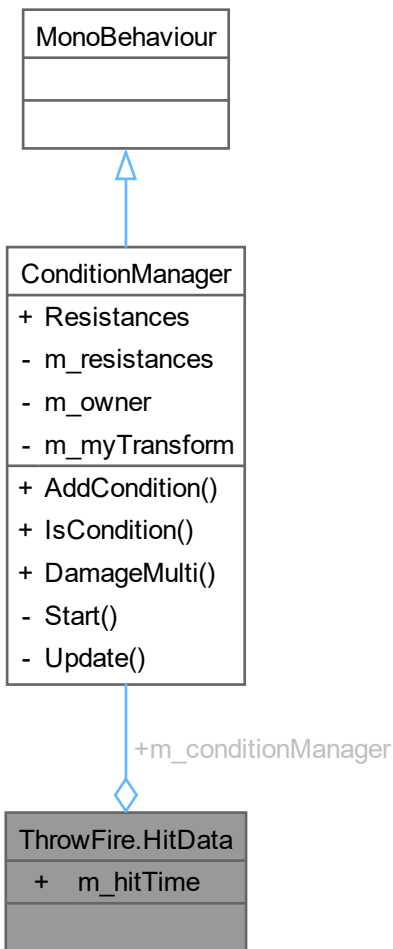 MonoBehaviour
ConditionManager
+ Resistances
- m_resistances
- m_owner
- m_myTransform
+ AddCondition()
+ IsCondition()
+ DamageMulti()
- Start()
- Update()
+m_conditionManager
ThrowFire.HitData
+ m_hitTime